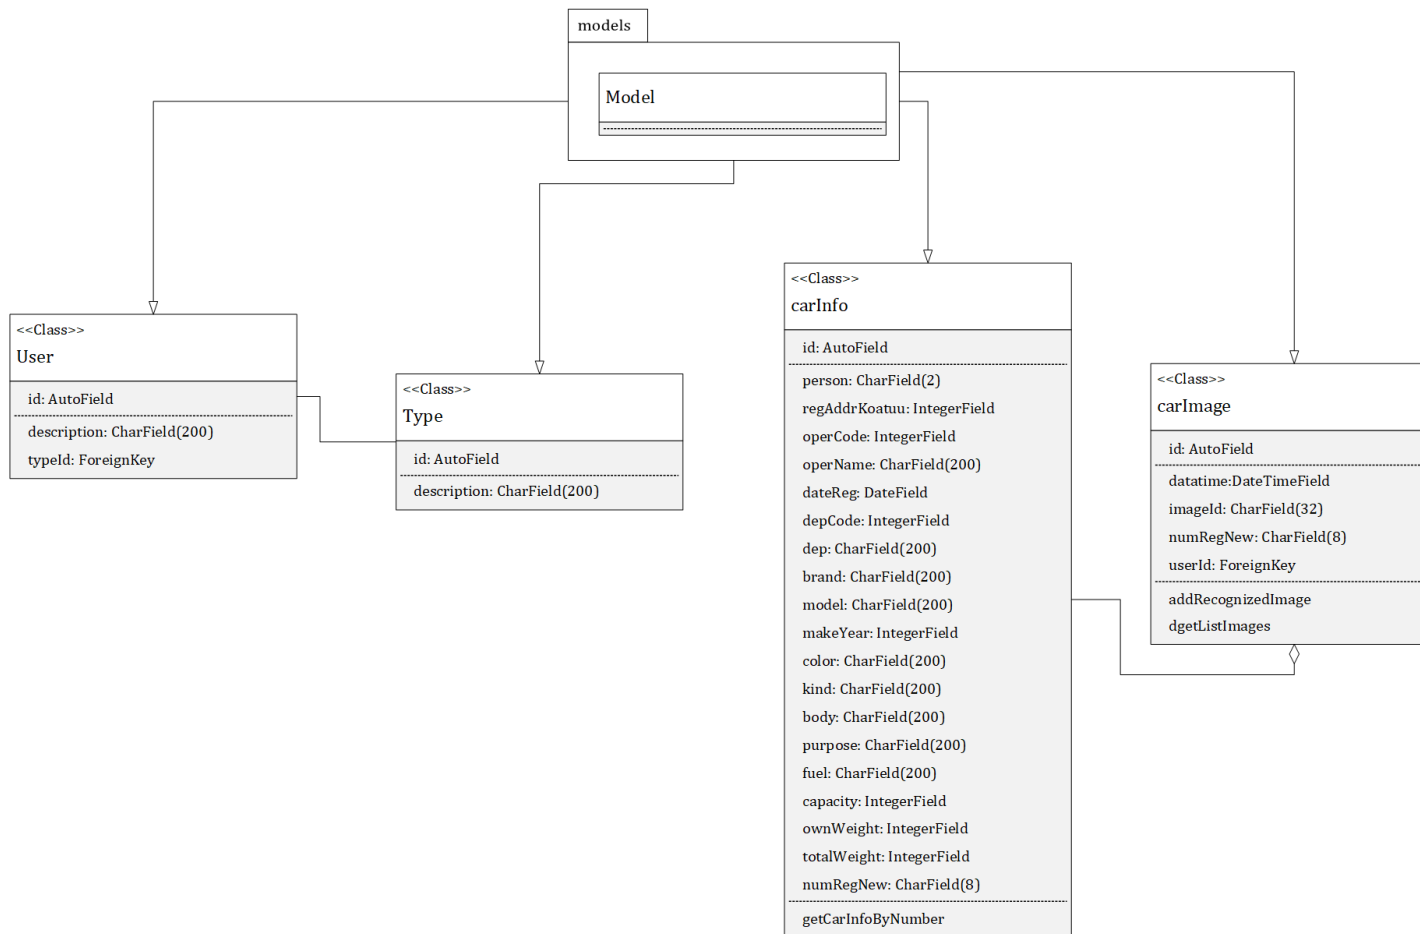 models
Model
<<Class>>
User
id: AutoField
description: CharField(200)
typeId: ForeignKey
<<Class>>
Type
id: AutoField
description: CharField(200)
<<Class>>
carInfo
id: AutoField
person: CharField(2)
regAddrKoatuu: IntegerField
operCode: IntegerField
operName: CharField(200)
dateReg: DateField
depCode: IntegerField
dep: CharField(200)
brand: CharField(200)
model: CharField(200)
makeYear: IntegerField
color: CharField(200)
kind: CharField(200)
body: CharField(200)
purpose: CharField(200)
fuel: CharField(200)
capacity: IntegerField
ownWeight: IntegerField
totalWeight: IntegerField
numRegNew: CharField(8)
getCarInfoByNumber
<<Class>>
carImage
id: AutoField
datatime:DateTimeField
imageId: CharField(32)
numRegNew: CharField(8)
userId: ForeignKey
addRecognizedImage
dgetListImages